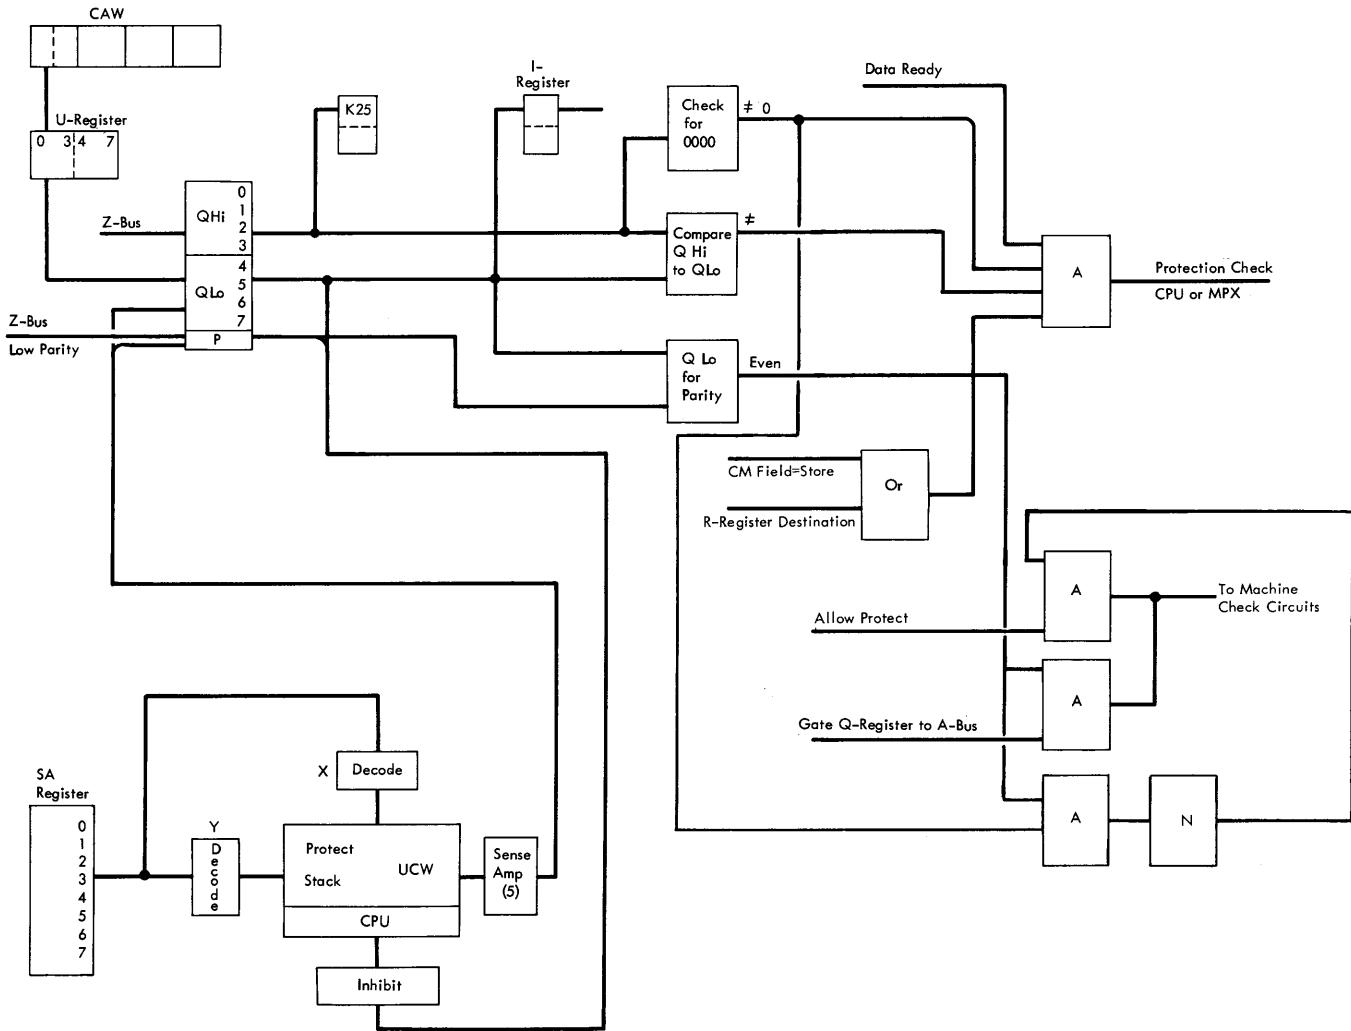 CAW
U-Register
0 3 4 7
Z-Bus
QHi
0
1
2
3
QLo
4
5
6
7
P
Z-Bus
Low Parity
K25
I-
Register
Check
for
0000
≠ 0
Compare
Q Hi
to QLo
≠
Q Lo
for
Parity
Even
Data Ready
A
Protection Check
CPU or MPX
CM Field=Store
R-Register Destination
Or
A
To Machine
Check Circuits
Allow Protect
A
Gate Q-Register to A-Bus
A
N
SA
Register
0
1
2
3
4
5
6
7
Y
Decode
X
Decode
Protect
Stack
UCW
CPU
Sense
Amp
(5)
Inhibit